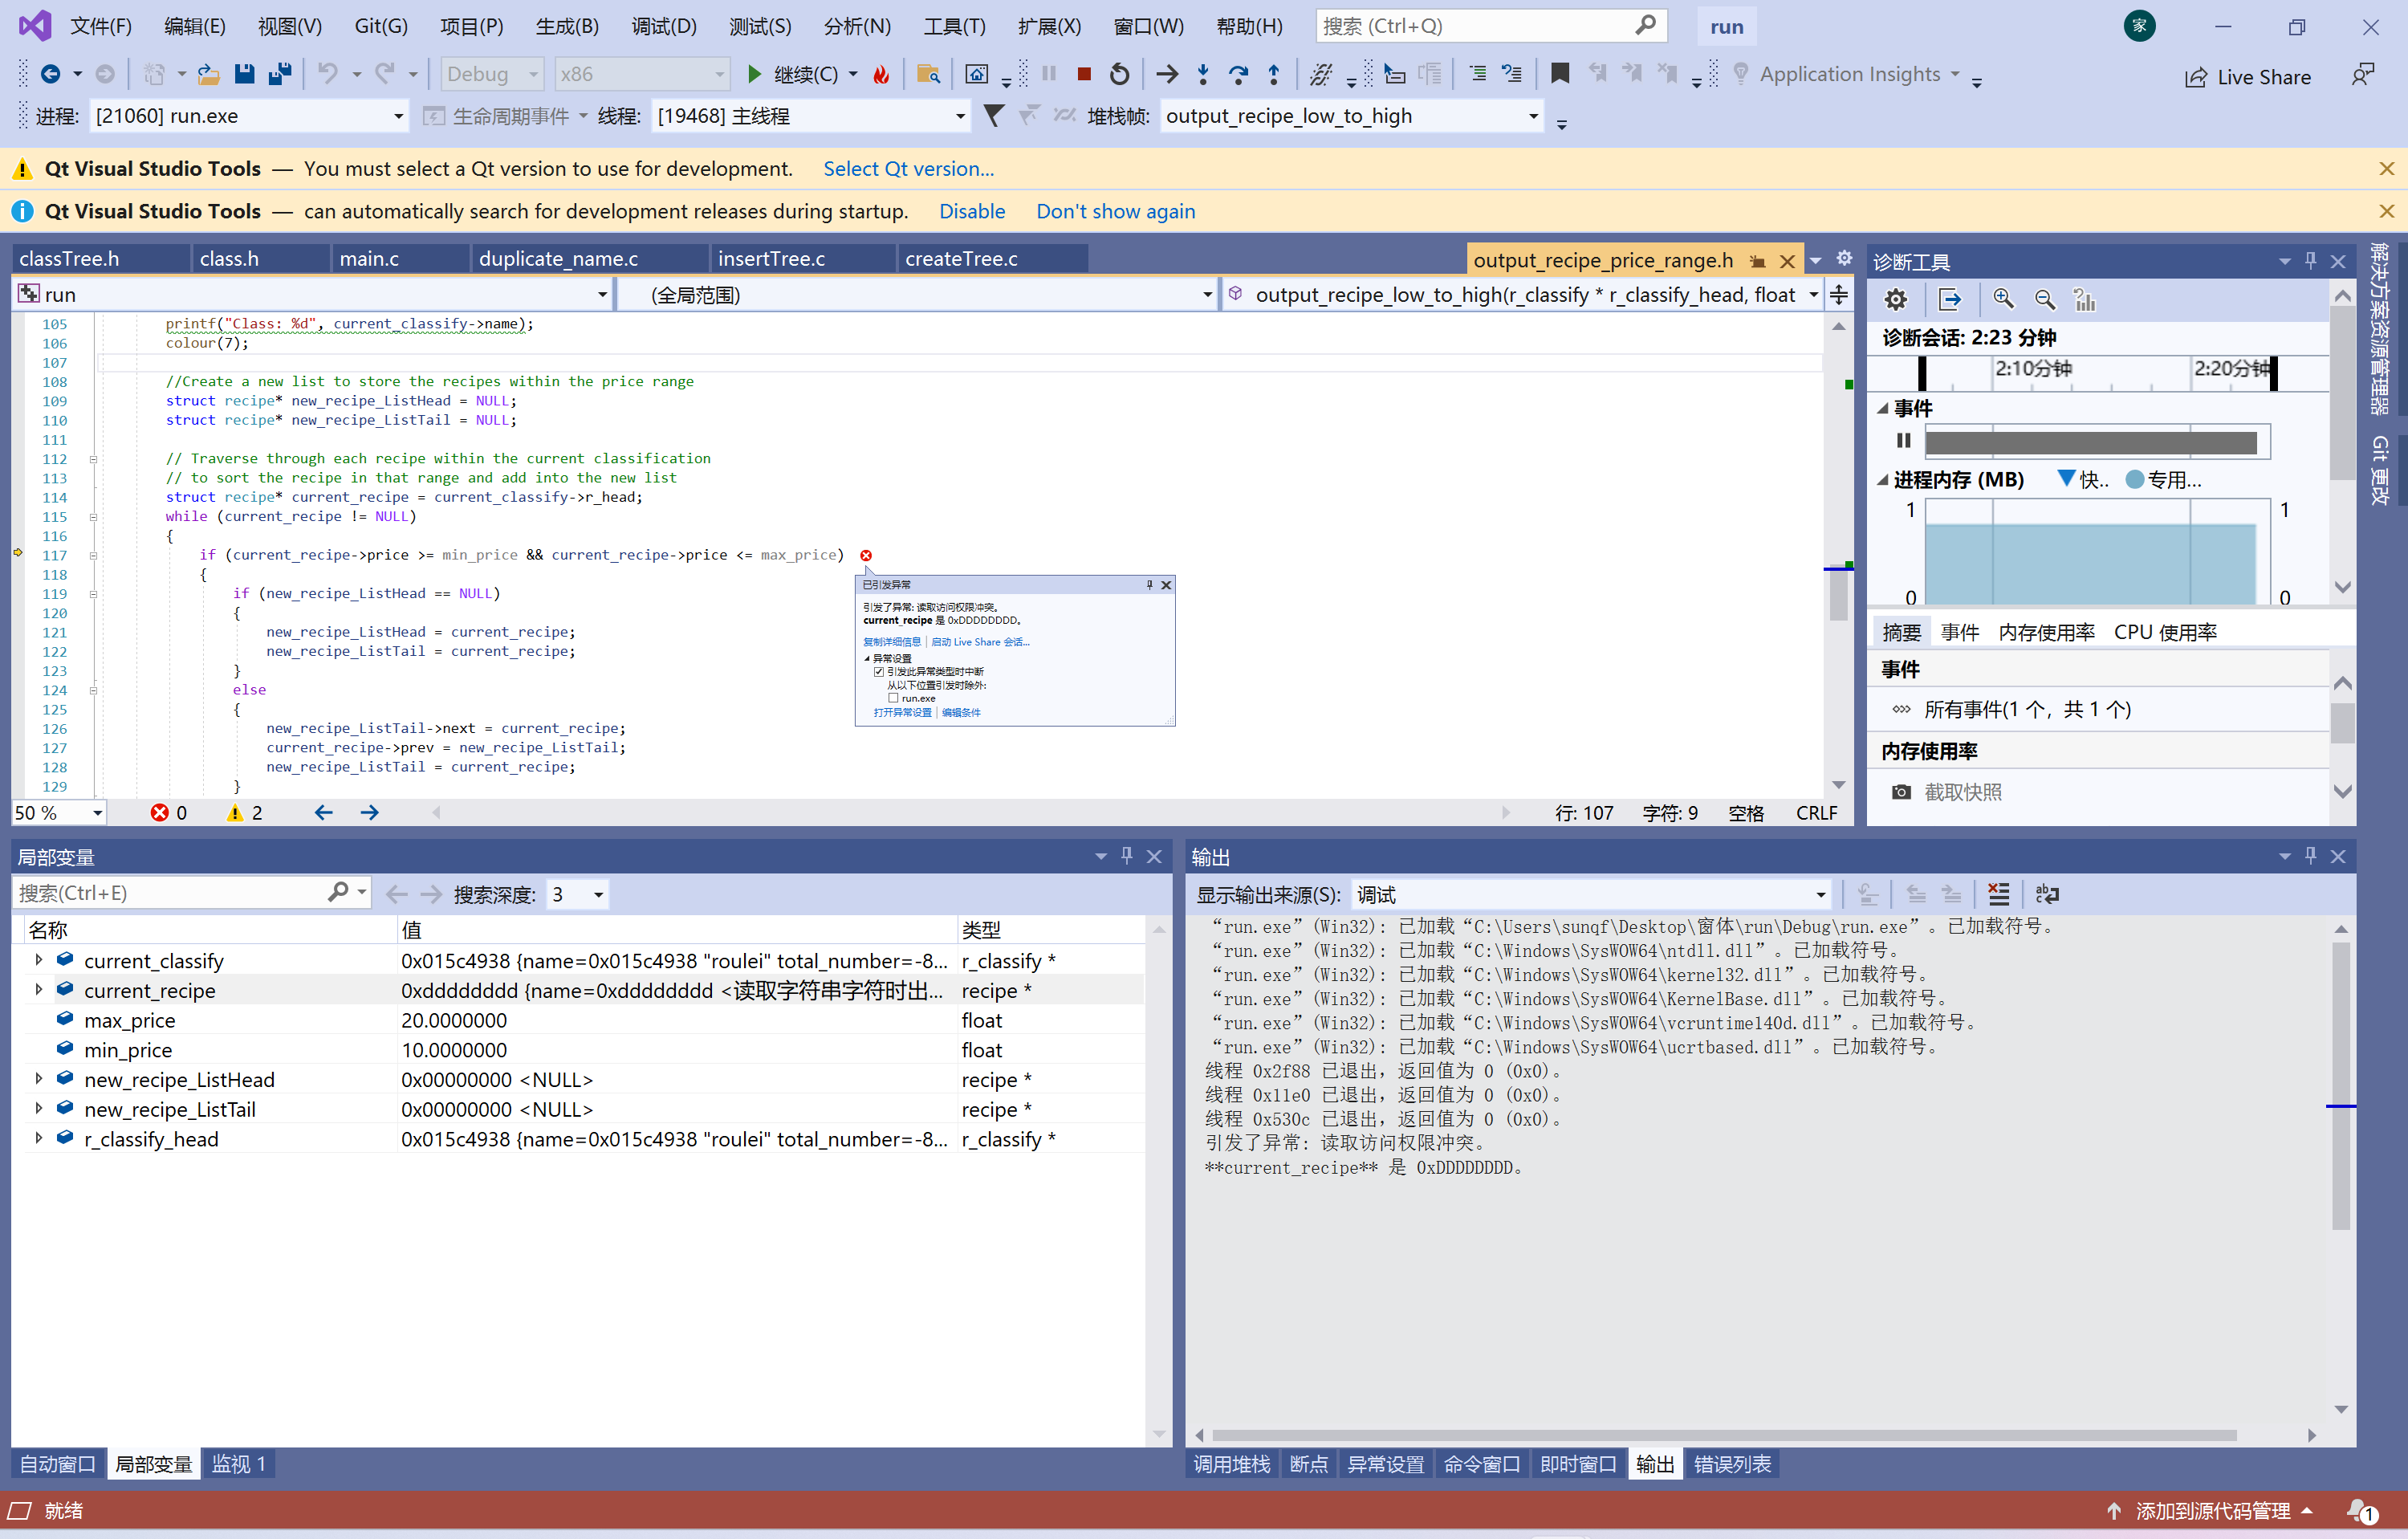 文件(F) 编辑(E) 视图(V) Git(G) 项目(P) 生成(B) 调试(D) 测试(S) 分析(N) 工具(T) 扩展(X) 窗口(W) 帮助(H) 搜索 (Ctrl+Q) run 家
Debug x86 继续(C) Application Insights Live Share
进程: [21060] run.exe 生命周期事件 线程: [19468] 主线程 堆栈帧: output_recipe_low_to_high
Qt Visual Studio Tools — You must select a Qt version to use for development. Select Qt version...
Qt Visual Studio Tools — can automatically search for development releases during startup. Disable Don't show again
classTree.h class.h main.c duplicate_name.c insertTree.c createTree.c output_recipe_price_range.h
run (全局范围) output_recipe_low_to_high(r_classify * r_classify_head, float
105 printf("Class: %d", current_classify->name);
106 colour(7);
107
108 //Create a new list to store the recipes within the price range
109 struct recipe* new_recipe_ListHead = NULL;
110 struct recipe* new_recipe_ListTail = NULL;
111
112 // Traverse through each recipe within the current classification
113 // to sort the recipe in that range and add into the new list
114 struct recipe* current_recipe = current_classify->r_head;
115 while (current_recipe != NULL)
116 {
117 if (current_recipe->price >= min_price && current_recipe->price <= max_price)
118 {
119 if (new_recipe_ListHead == NULL)
120 {
121 new_recipe_ListHead = current_recipe;
122 new_recipe_ListTail = current_recipe;
123 }
124 else
125 {
126 new_recipe_ListTail->next = current_recipe;
127 current_recipe->prev = new_recipe_ListTail;
128 new_recipe_ListTail = current_recipe;
129 }
已引发异常
引发了异常: 读取访问权限冲突。
current_recipe 是 0xDDDDDDDD。
复制详细信息 | 启动 Live Share 会话...
异常设置
引发此异常类型时中断
从以下位置引发时除外:
run.exe
打开异常设置 | 编辑条件
50 % 0 2 行: 107 字符: 9 空格 CRLF
诊断工具
诊断会话: 2:23 分钟
2:10分钟 2:20分钟
事件
进程内存 (MB) 快.. 专用...
1 1
0 0
摘要 事件 内存使用率 CPU 使用率
事件
所有事件(1 个，共 1 个)
内存使用率
截取快照
解决方案资源管理器
Git 更改
局部变量
搜索(Ctrl+E) 搜索深度: 3
名称 值 类型
current_classify 0x015c4938 {name=0x015c4938 "roulei" total_number=-8... r_classify *
current_recipe 0xdddddddd {name=0xdddddddd <读取字符串字符时出... recipe *
max_price 20.0000000 float
min_price 10.0000000 float
new_recipe_ListHead 0x00000000 <NULL> recipe *
new_recipe_ListTail 0x00000000 <NULL> recipe *
r_classify_head 0x015c4938 {name=0x015c4938 "roulei" total_number=-8... r_classify *
自动窗口 局部变量 监视 1
输出
显示输出来源(S): 调试
“run.exe”(Win32): 已加载“C:\Users\sunqf\Desktop\窗体\run\Debug\run.exe”。已加载符号。
“run.exe”(Win32): 已加载“C:\Windows\SysWOW64\ntdll.dll”。已加载符号。
“run.exe”(Win32): 已加载“C:\Windows\SysWOW64\kernel32.dll”。已加载符号。
“run.exe”(Win32): 已加载“C:\Windows\SysWOW64\KernelBase.dll”。已加载符号。
“run.exe”(Win32): 已加载“C:\Windows\SysWOW64\vcruntime140d.dll”。已加载符号。
“run.exe”(Win32): 已加载“C:\Windows\SysWOW64\ucrtbased.dll”。已加载符号。
线程 0x2f88 已退出，返回值为 0 (0x0)。
线程 0x11e0 已退出，返回值为 0 (0x0)。
线程 0x530c 已退出，返回值为 0 (0x0)。
引发了异常: 读取访问权限冲突。
**current_recipe** 是 0xDDDDDDDD。
调用堆栈 断点 异常设置 命令窗口 即时窗口 输出 错误列表
就绪 添加到源代码管理 1